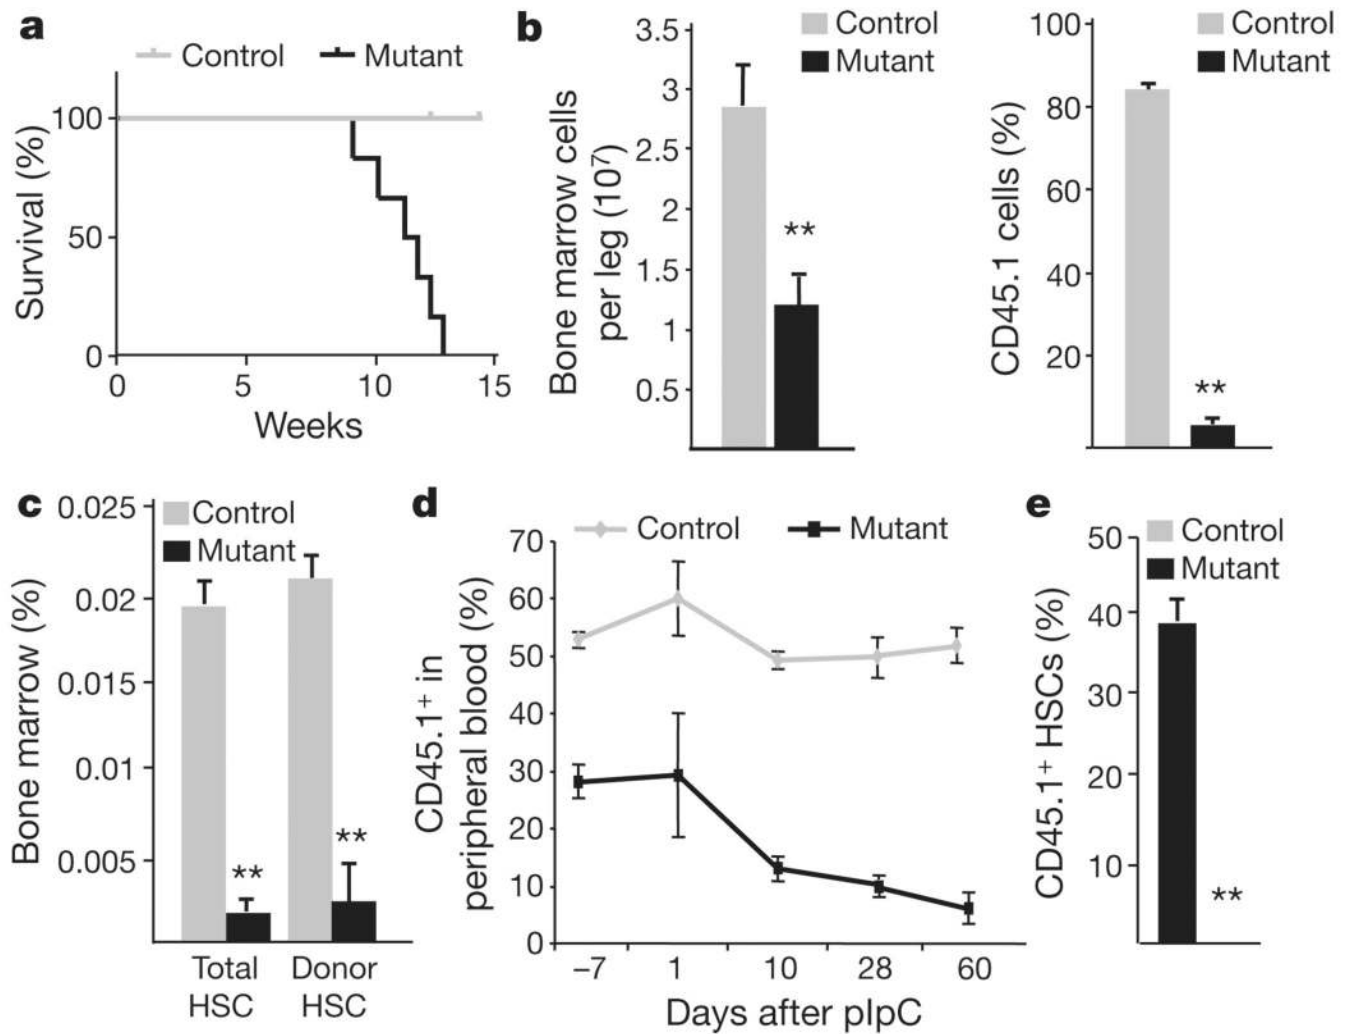 a
Control
Mutant
Survival (%)
100
50
0
0
5
10
15
Weeks
b
Control
Mutant
Bone marrow cells
per leg (10⁷)
3.5
3
2.5
2
1.5
1
0.5
**
Control
Mutant
CD45.1 cells (%)
100
80
60
40
20
**
c
Control
Mutant
Bone marrow (%)
0.025
0.02
0.015
0.01
0.005
**
**
Total
HSC
Donor
HSC
d
Control
Mutant
CD45.1⁺ in
peripheral blood (%)
70
60
50
40
30
20
10
0
–7
1
10
28
60
Days after pIpC
e
Control
Mutant
CD45.1⁺ HSCs (%)
50
40
30
20
10
**